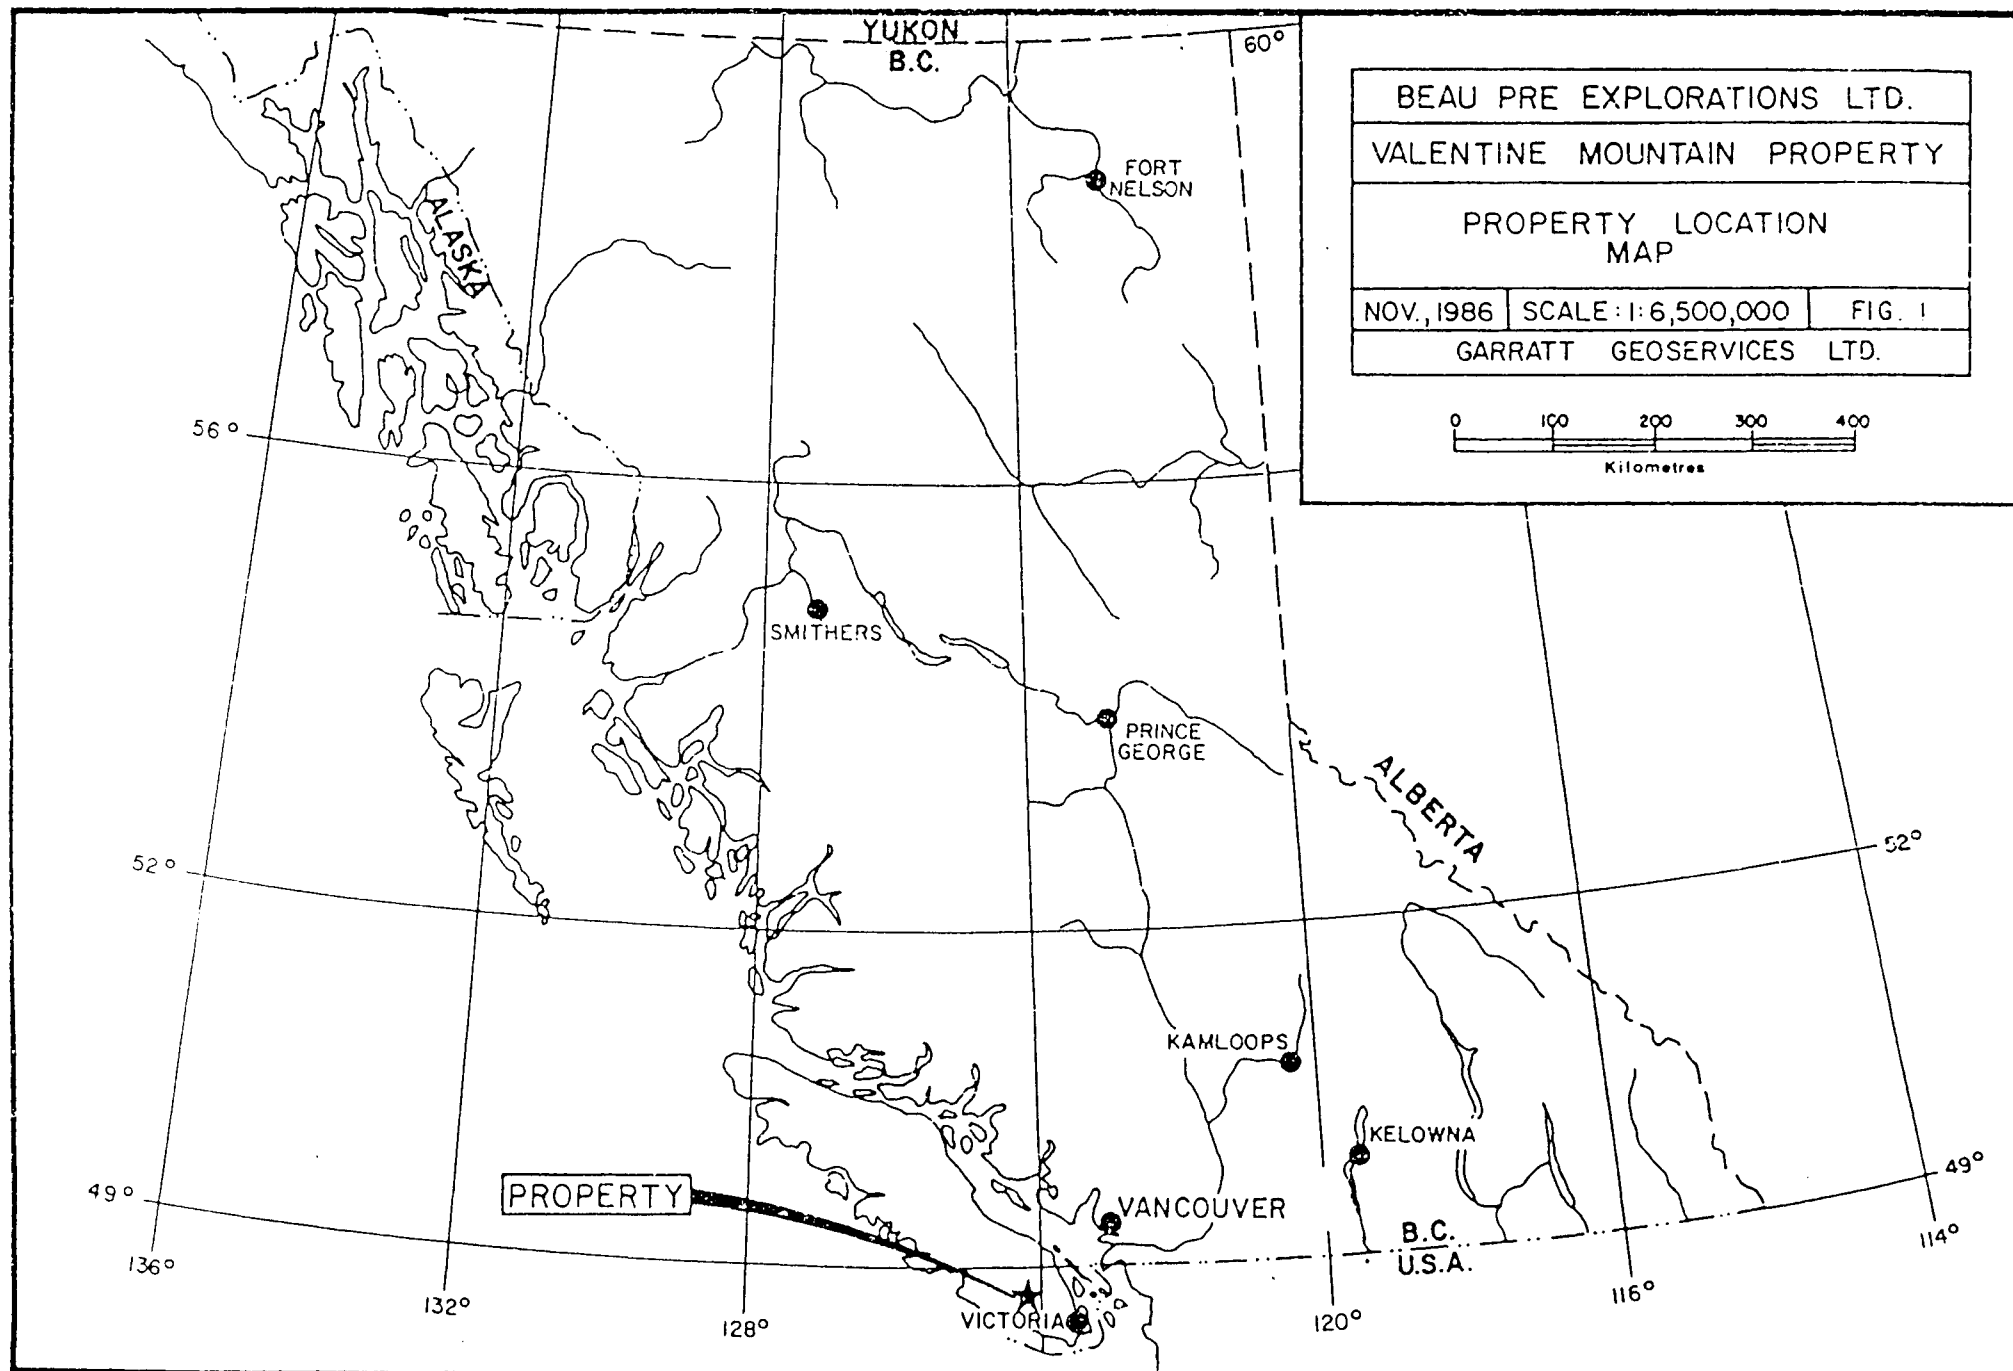 YUKON
B.C.
60°
BEAU PRE EXPLORATIONS LTD.
VALENTINE MOUNTAIN PROPERTY
PROPERTY LOCATION
MAP
NOV., 1986 SCALE: 1:6,500,000 FIG. 1
GARRATT GEOSERVICES LTD.
0 100 200 300 400
Kilometres
FORT
NELSON
ALASKA
56°
SMITHERS
PRINCE
GEORGE
ALBERTA
52°
52°
KAMLOOPS
KELOWNA
PROPERTY
VANCOUVER
49°
49°
B.C.
U.S.A.
VICTORIA
136°
132°
128°
120°
116°
114°